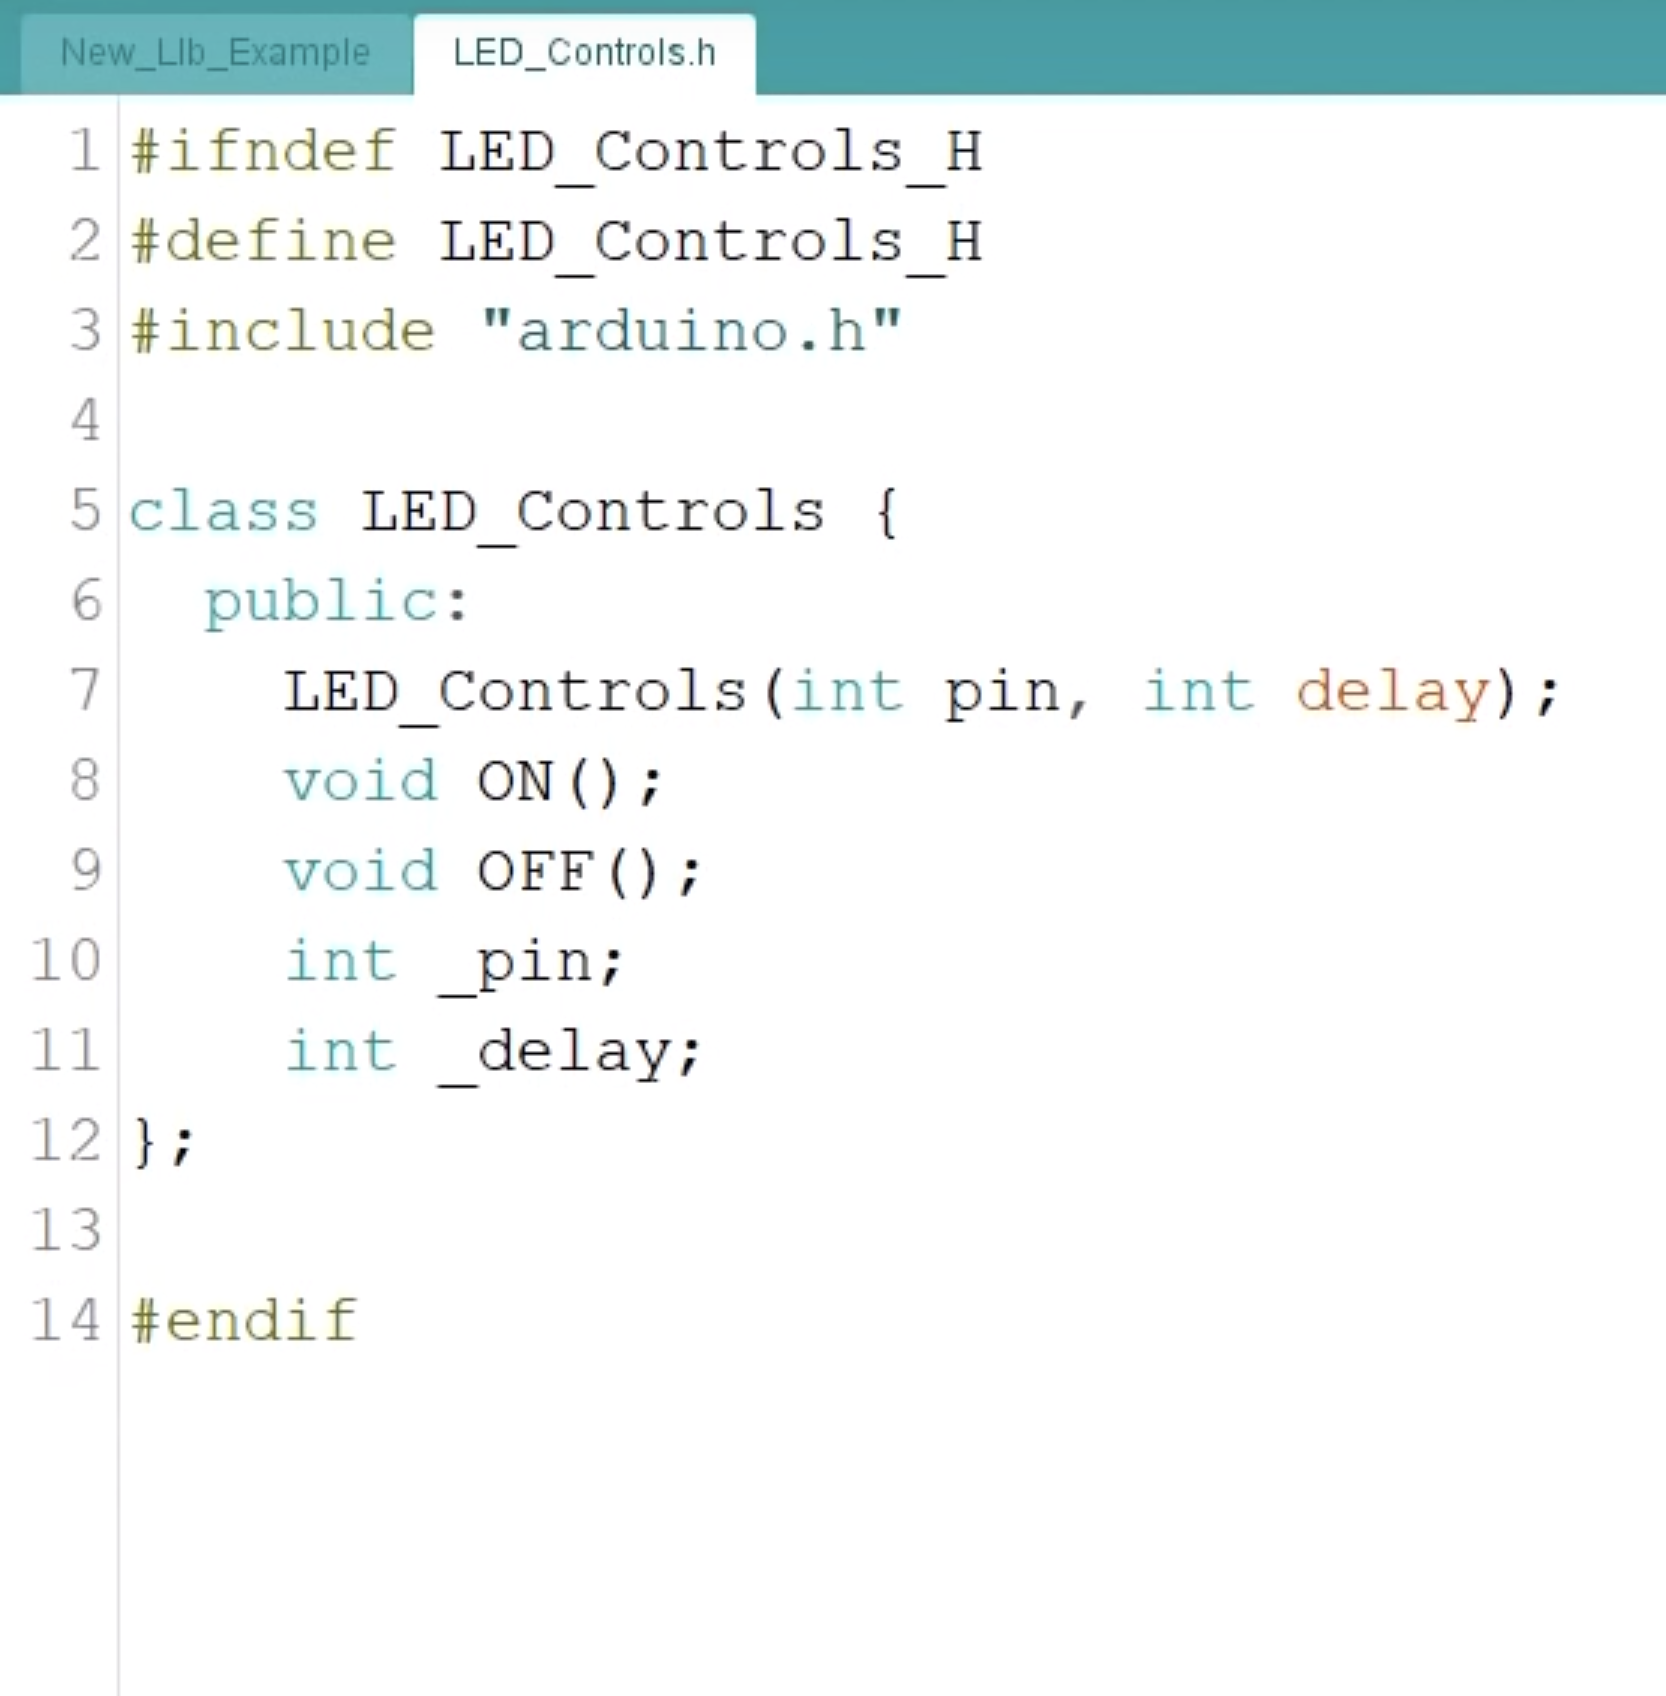 New_LIb_Example LED_Controls.h
1 #ifndef LED_Controls_H
2 #define LED_Controls_H
3 #include "arduino.h"
4
5 class LED_Controls {
6 public:
7 LED_Controls(int pin, int delay);
8 void ON();
9 void OFF();
10 int _pin;
11 int _delay;
12 };
13
14 #endif